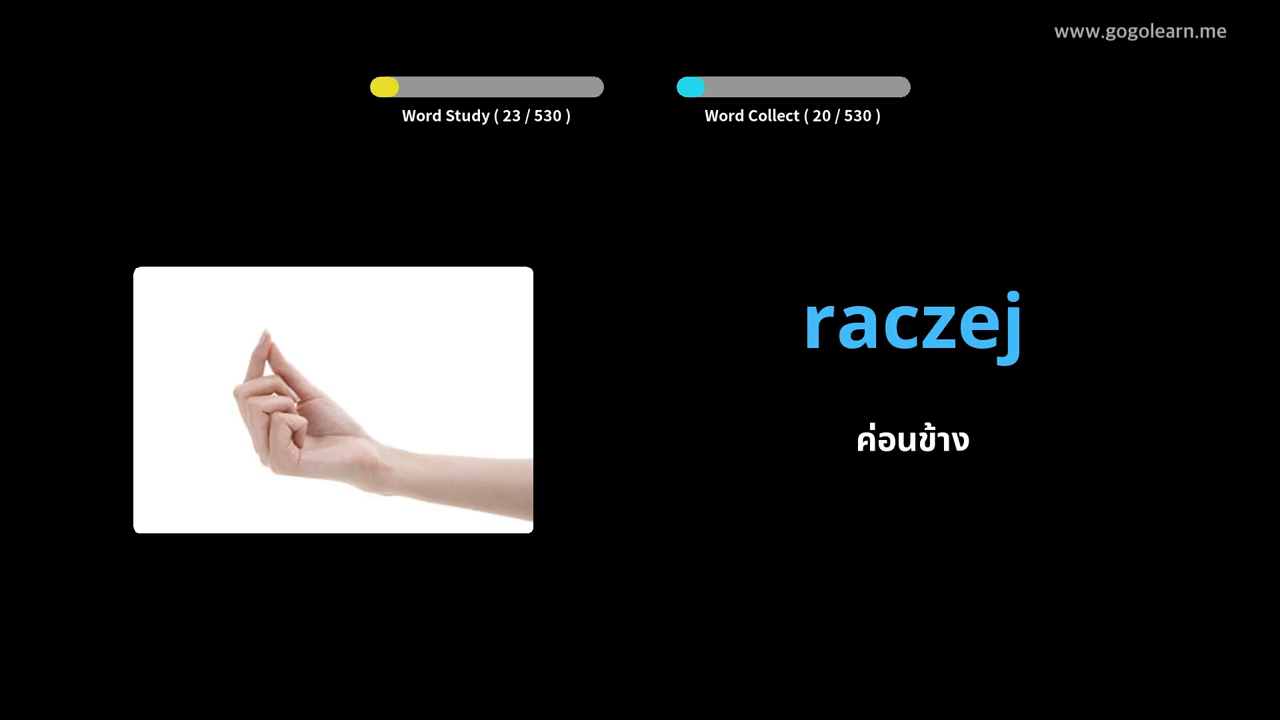 www.gogolearn.me
Word Study ( 23 / 530 )
Word Collect ( 20 / 530 )
raczej
ค่อนข้าง